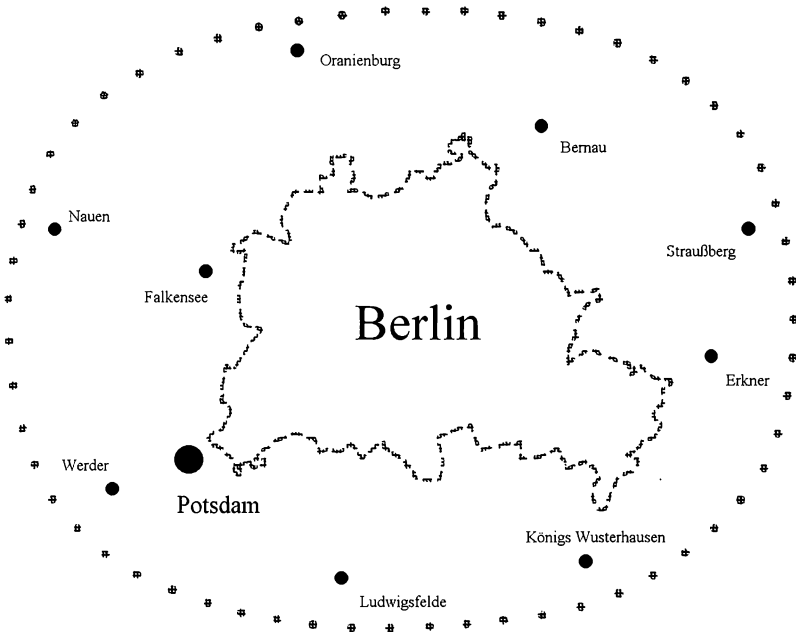 Oranienburg
Bernau
Nauen
Straußberg
Falkensee
Berlin
Erkner
Werder
Potsdam
Königs Wusterhausen
Ludwigsfelde